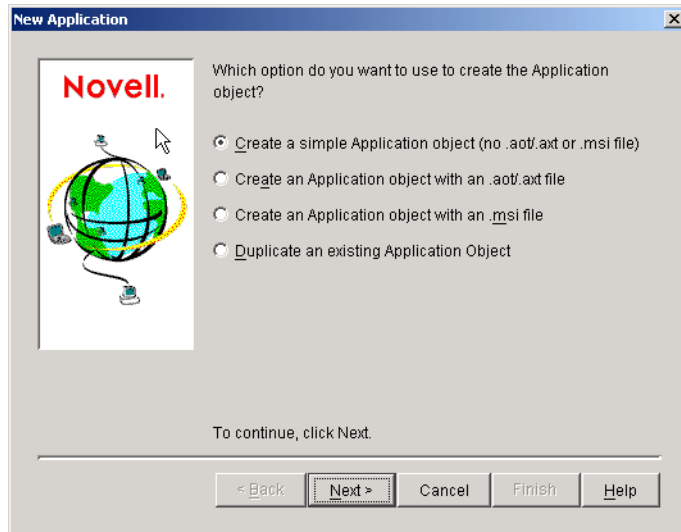 New Application
Novell.
Which option do you want to use to create the Application
object?
Create a simple Application object (no .aot/.axt or .msi file)
Create an Application object with an .aot/.axt file
Create an Application object with an .msi file
Duplicate an existing Application Object
To continue, click Next.
< Back
Next >
Cancel
Finish
Help